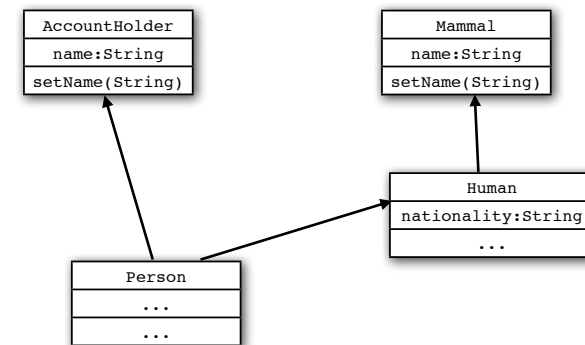 AccountHolder
name:String
setName(String)
Mammal
name:String
setName(String)
Human
nationality:String
...
Person
...
...